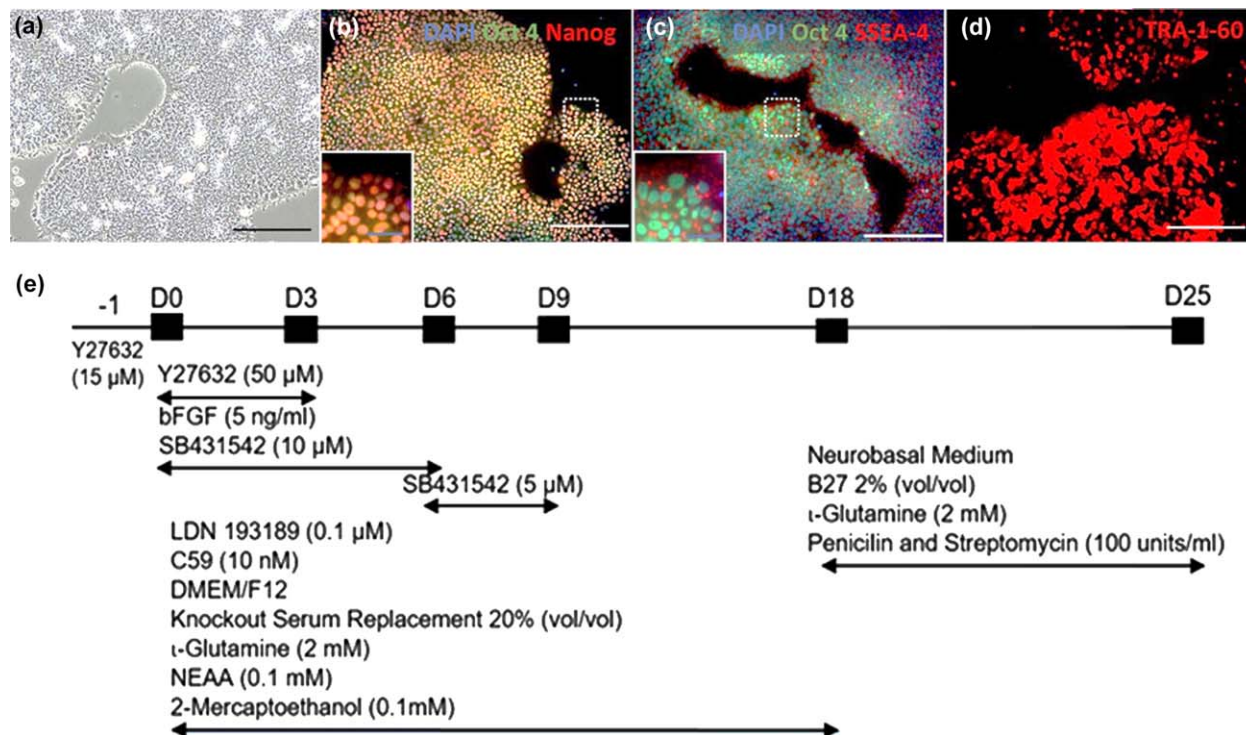 (a)
(b)
DAPI Oct 4 Nanog
(c)
DAPI Oct 4 SSEA-4
(d)
TRA-1-60
(e)
-1 D0 D3 D6 D9 D18 D25
Y27632
(15 µM)
Y27632 (50 µM)
bFGF (5 ng/ml)
SB431542 (10 µM)
SB431542 (5 µM)
LDN 193189 (0.1 µM)
C59 (10 nM)
DMEM/F12
Knockout Serum Replacement 20% (vol/vol)
ʟ-Glutamine (2 mM)
NEAA (0.1 mM)
2-Mercaptoethanol (0.1mM)
Neurobasal Medium
B27 2% (vol/vol)
ʟ-Glutamine (2 mM)
Penicilin and Streptomycin (100 units/ml)